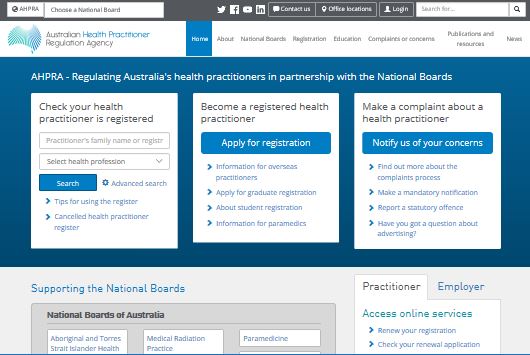 AHPRA Choose a National Board Contact us Office locations Login Search for...
Australian Health Practitioner
Regulation Agency
Home About National Boards Registration Education Complaints or concerns Publications and
resources News
AHPRA - Regulating Australia's health practitioners in partnership with the National Boards
Check your health
practitioner is registered
Practitioner's family name or registr
Select health profession
Search Advanced search
Tips for using the register
Cancelled health practitioner
register
Become a registered health
practitioner
Apply for registration
Information for overseas
practitioners
Apply for graduate registration
About student registration
Information for paramedics
Make a complaint about a
health practitioner
Notify us of your concerns
Find out more about the
complaints process
Make a mandatory notification
Report a statutory offence
Have you got a question about
advertising?
Supporting the National Boards
National Boards of Australia
Aboriginal and Torres
Strait Islander Health
Medical Radiation
Practice
Paramedicine
Practitioner Employer
Access online services
Renew your registration
Check your renewal application